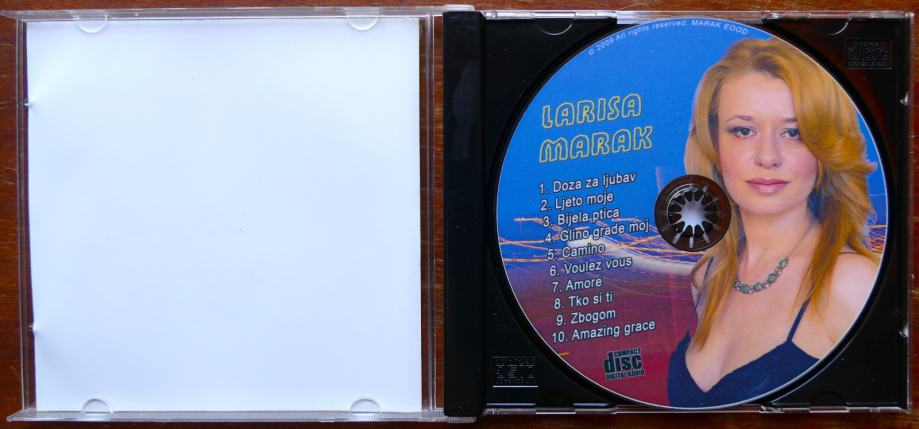 © 2009 All rights reserved. MARAK EOOD
LARISA
MARAK
1. Doza za ljubav
2. Ljeto moje
3. Bijela ptica
4. Glino grade moj
5. Camino
6. Voulez vous
7. Amore
8. Tko si ti
9. Zbogom
10. Amazing grace
COMPACT
disc
DIGITAL AUDIO